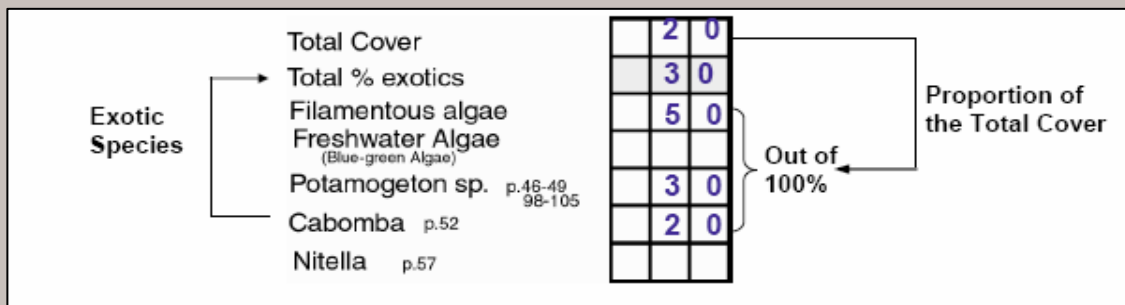 Total Cover 2 0
Total % exotics 3 0
Exotic
Species
Filamentous algae 5 0
Freshwater Algae
(Blue-green Algae)
Potamogeton sp. p.46-49 3 0
98-105
Cabomba p.52 2 0
Nitella p.57
Proportion of
the Total Cover
Out of
100%